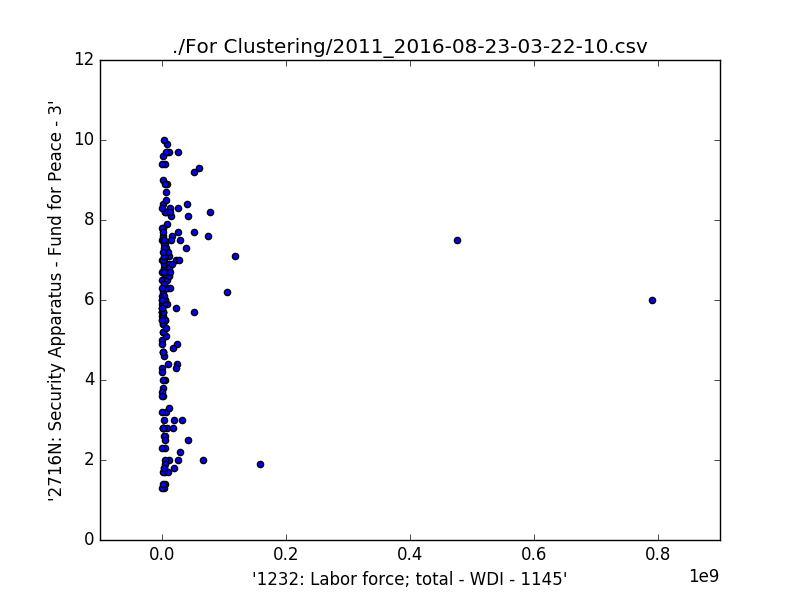 ./For Clustering/2011_2016-08-23-03-22-10.csv
12
10
8
6
4
2
0
'2716N: Security Apparatus - Fund for Peace - 3'
0.0 0.2 0.4 0.6 0.8
1e9
'1232: Labor force; total - WDI - 1145'